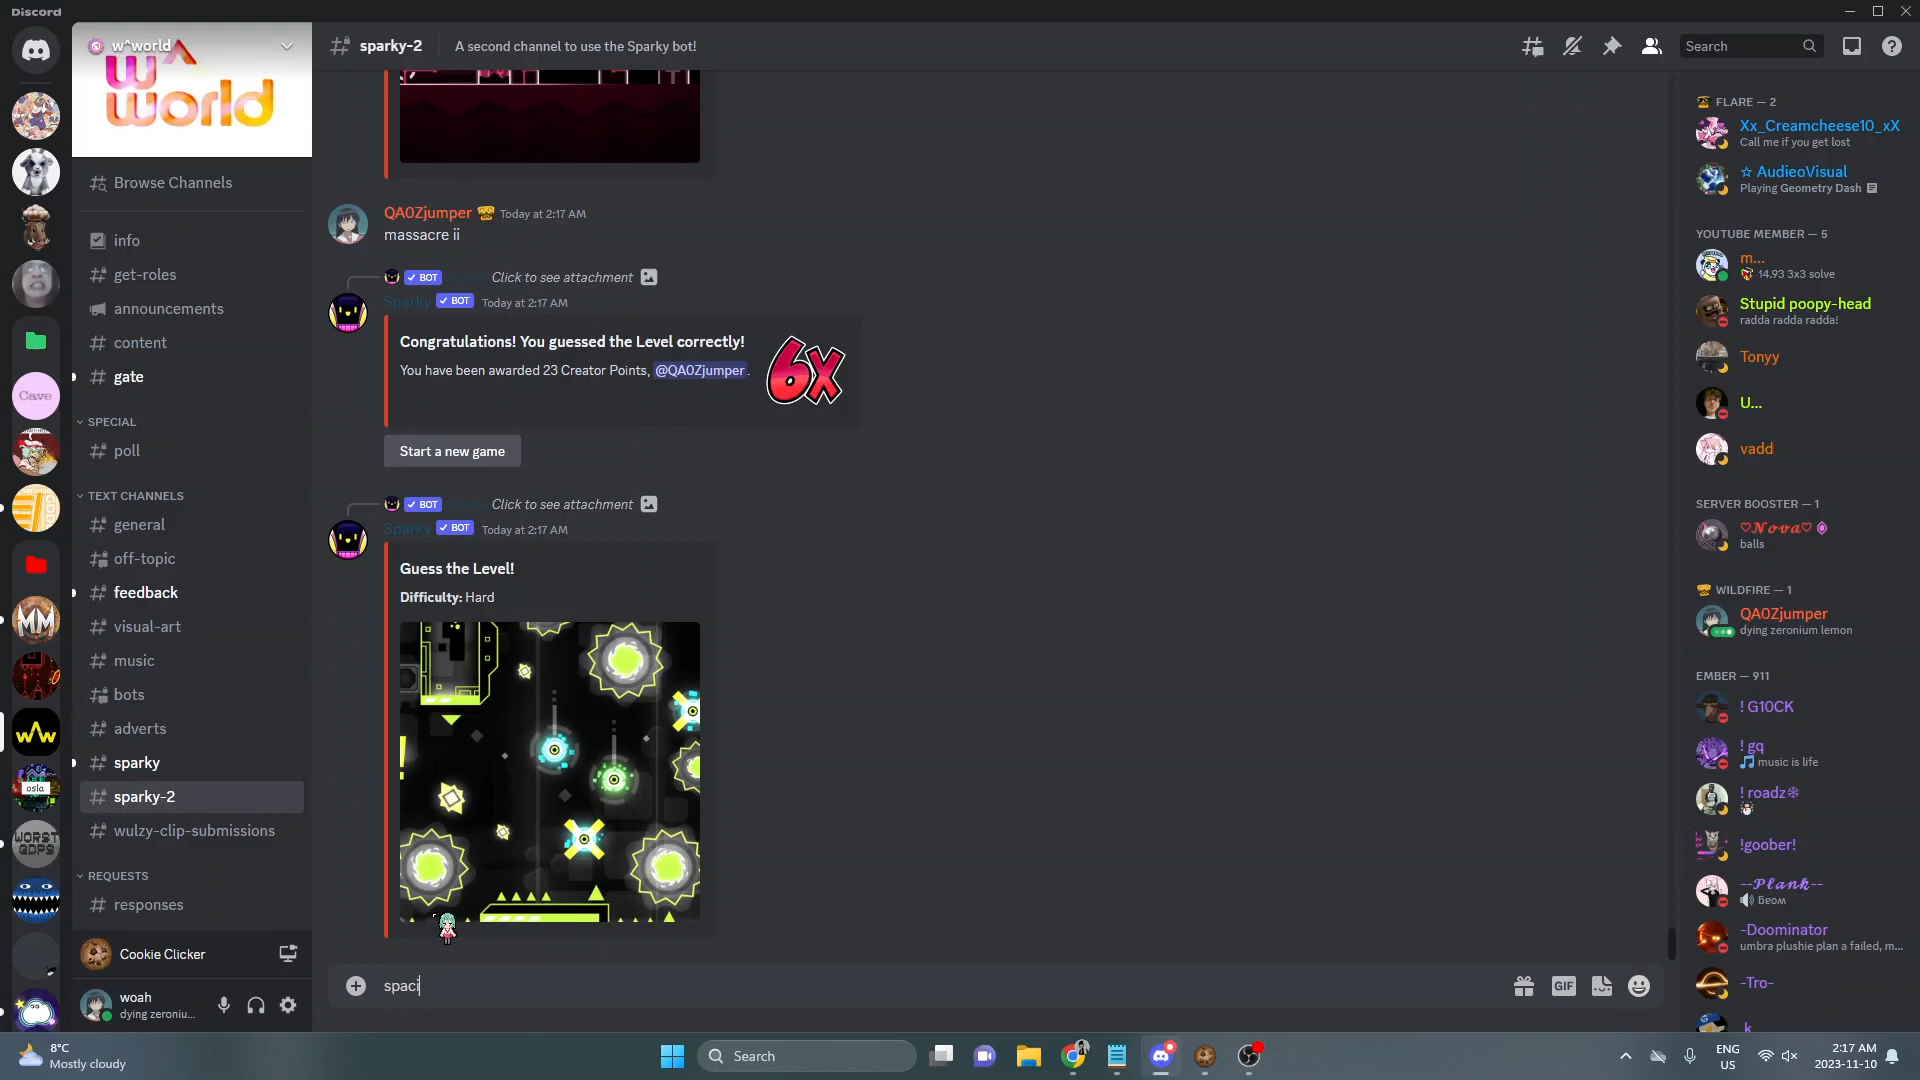 Discord
w^world
w^
world
Browse Channels
info
get-roles
announcements
content
gate
SPECIAL
poll
TEXT CHANNELS
general
off-topic
feedback
visual-art
music
bots
adverts
sparky
sparky-2
wulzy-clip-submissions
REQUESTS
responses
Cookie Clicker
woah
dying zeroniu...
Cave
MM
osla
WORST
GDPS
sparky-2
A second channel to use the Sparky bot!
Search
QA0Zjumper Today at 2:17 AM
massacre ii
BOT Click to see attachment
Sparky BOT Today at 2:17 AM
Congratulations! You guessed the Level correctly!
You have been awarded 23 Creator Points, @QA0Zjumper.
6X
Start a new game
BOT Click to see attachment
Sparky BOT Today at 2:17 AM
Guess the Level!
Difficulty: Hard
spaci
GIF
FLARE — 2
Xx_Creamcheese10_xX
Call me if you get lost
☆ AudieoVisual
Playing Geometry Dash
YOUTUBE MEMBER — 5
m...
14.93 3x3 solve
Stupid poopy-head
radda radda radda!
Tonyy
U...
vadd
SERVER BOOSTER — 1
♡𝓝𝓸𝓿𝓪♡
balls
WILDFIRE — 1
QA0Zjumper
dying zeronium lemon
EMBER — 911
! G10CK
! gq
🎵 music is life
! roadz❄
!goober!
--𝓟𝓵𝓪𝓷𝓴--
Беом
-Doominator
umbra plushie plan a failed, m...
-Tro-
8°C
Mostly cloudy
Search
ENG
US
2:17 AM
2023-11-10